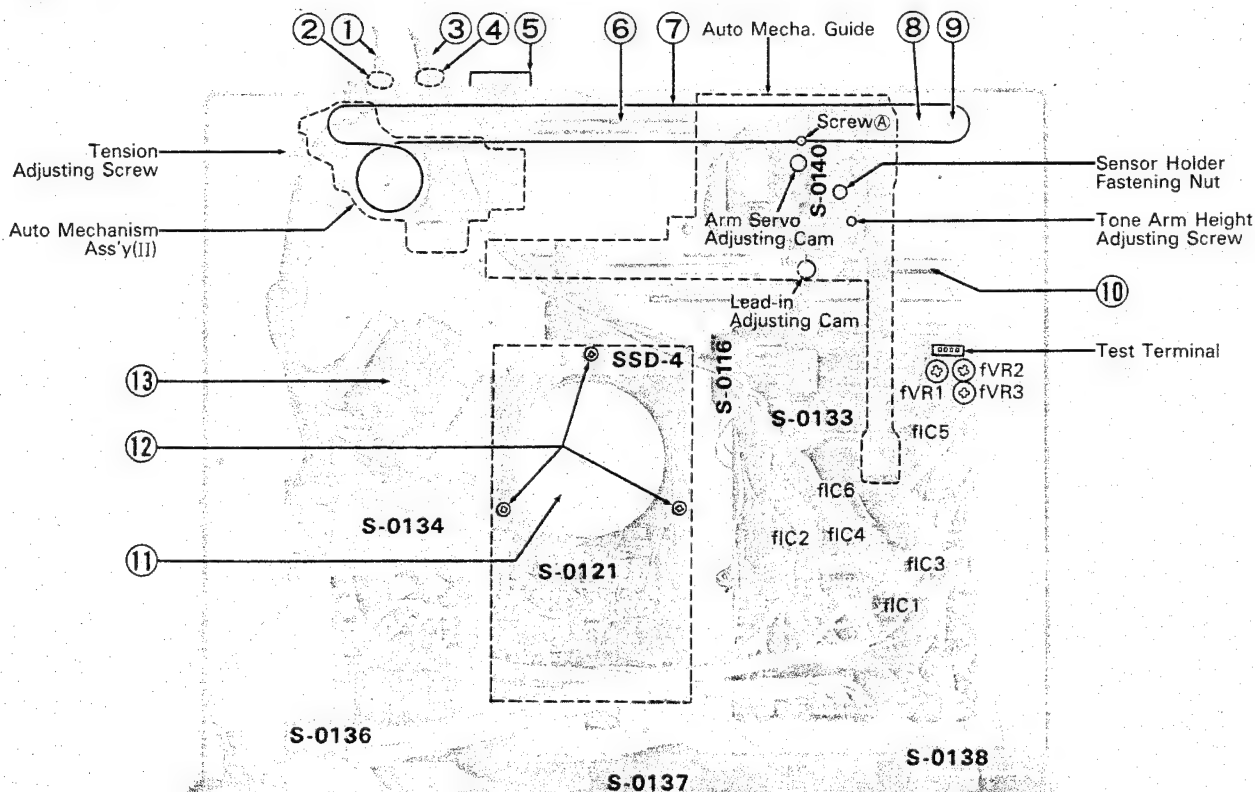 ② ① ③ ④ ⑤ ⑥ ⑦ Auto Mecha. Guide ⑧ ⑨
Screw Ⓐ
Tension
Adjusting Screw
S-0140
Sensor Holder
Fastening Nut
Auto Mechanism
Ass'y(II)
Arm Servo
Adjusting Cam
Tone Arm Height
Adjusting Screw
⑩
Lead-in
Adjusting Cam
Test Terminal
SSD-4
S-0116
fVR2
fVR1 fVR3
⑬
S-0133
fIC5
⑫
fIC6
S-0134
fIC2 fIC4
⑪
S-0121
fIC3
fIC1
S-0136
S-0138
S-0137